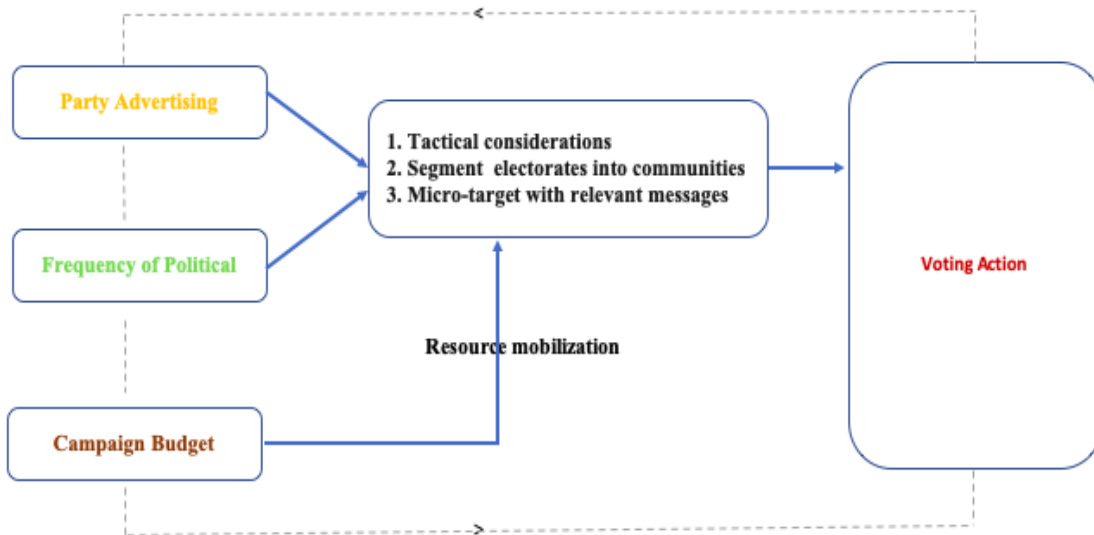 Party Advertising
1. Tactical considerations
2. Segment electorates into communities
3. Micro-target with relevant messages
Frequency of Political
Voting Action
Resource mobilization
Campaign Budget